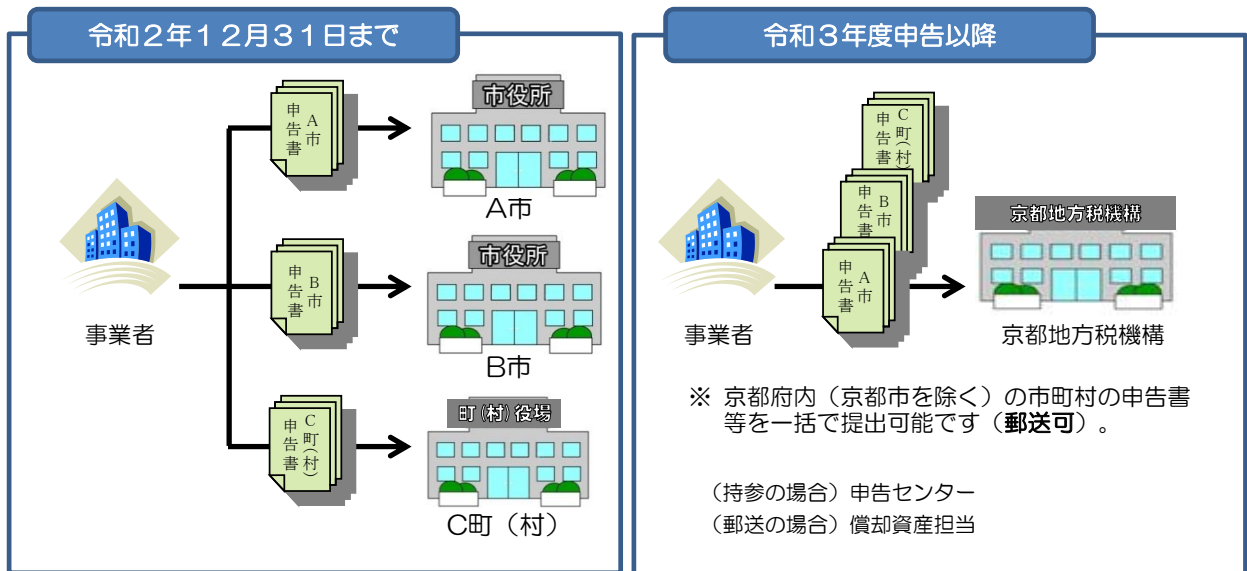 令和２年１２月３１日まで
A市
申告書
市役所
A市
事業者
B市
申告書
市役所
B市
C町（村）
申告書
町（村）役場
C町（村）
令和３年度申告以降
C町（村）
申告書
B市
申告書
A市
申告書
事業者
京都地方税機構
京都地方税機構
※ 京都府内（京都市を除く）の市町村の申告書
等を一括で提出可能です（郵送可）。
（持参の場合）申告センター
（郵送の場合）償却資産担当